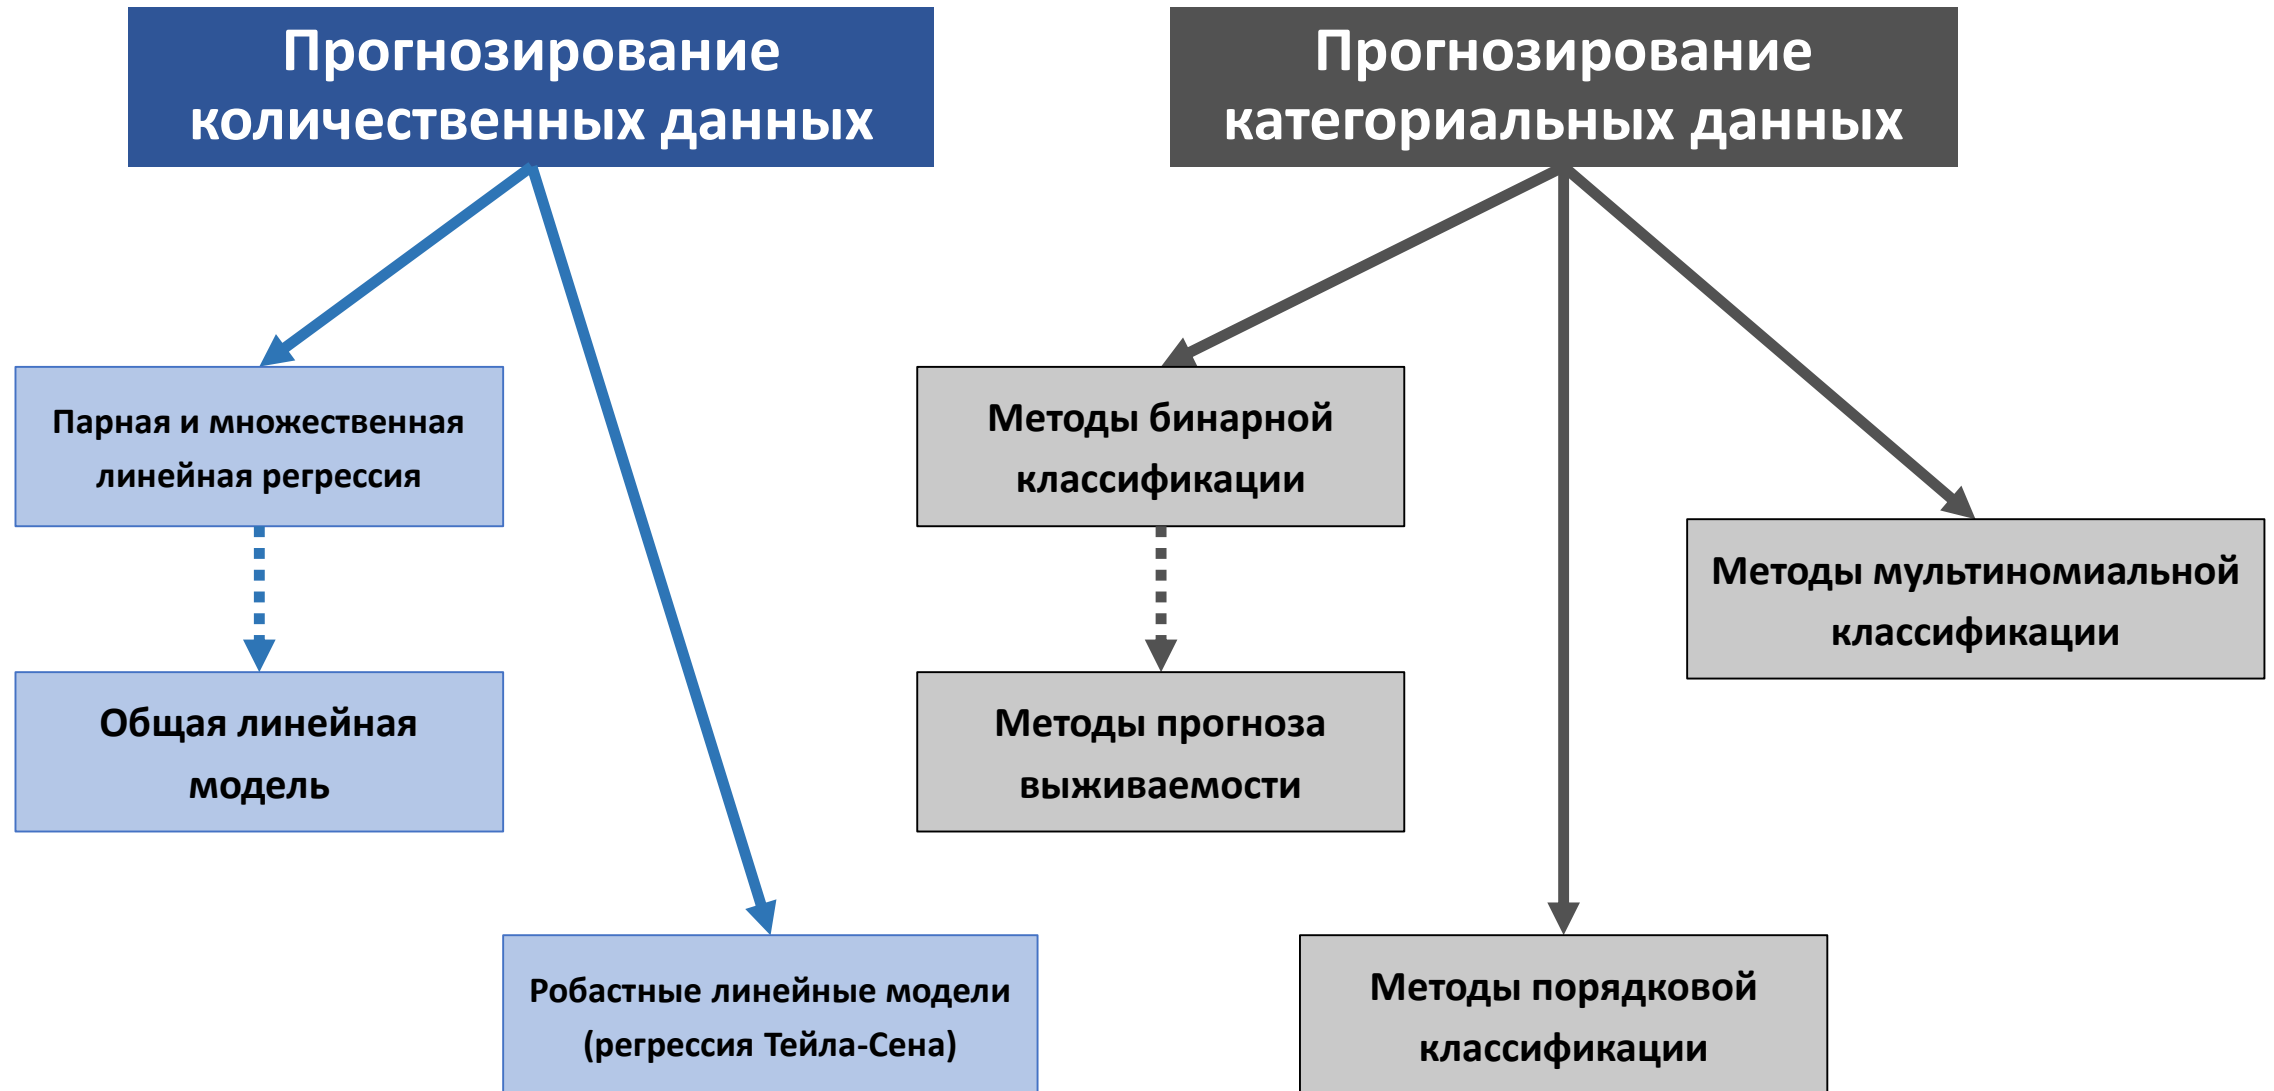 Прогнозирование
количественных данных
Прогнозирование
категориальных данных
Парная и множественная
линейная регрессия
Методы бинарной
классификации
Методы мультиномиальной
классификации
Общая линейная
модель
Методы прогноза
выживаемости
Робастные линейные модели
(регрессия Тейла-Сена)
Методы порядковой
классификации